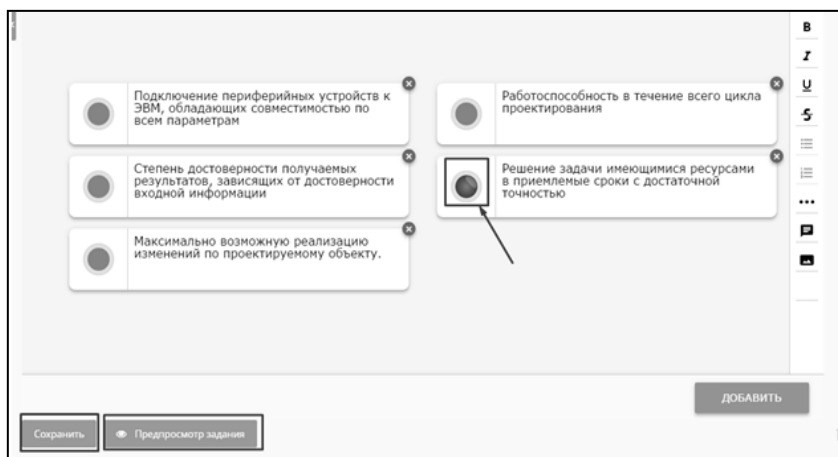 Подключение периферийных устройств к
ЭВМ, обладающих совместимостью по
всем параметрам
Работоспособность в течение всего цикла
проектирования
Степень достоверности получаемых
результатов, зависящих от достоверности
входной информации
Решение задачи имеющимися ресурсами
в приемлемые сроки с достаточной
точностью
Максимально возможную реализацию
изменений по проектируемому объекту.
B
I
U
S
ДОБАВИТЬ
Сохранить
Предпросмотр задания